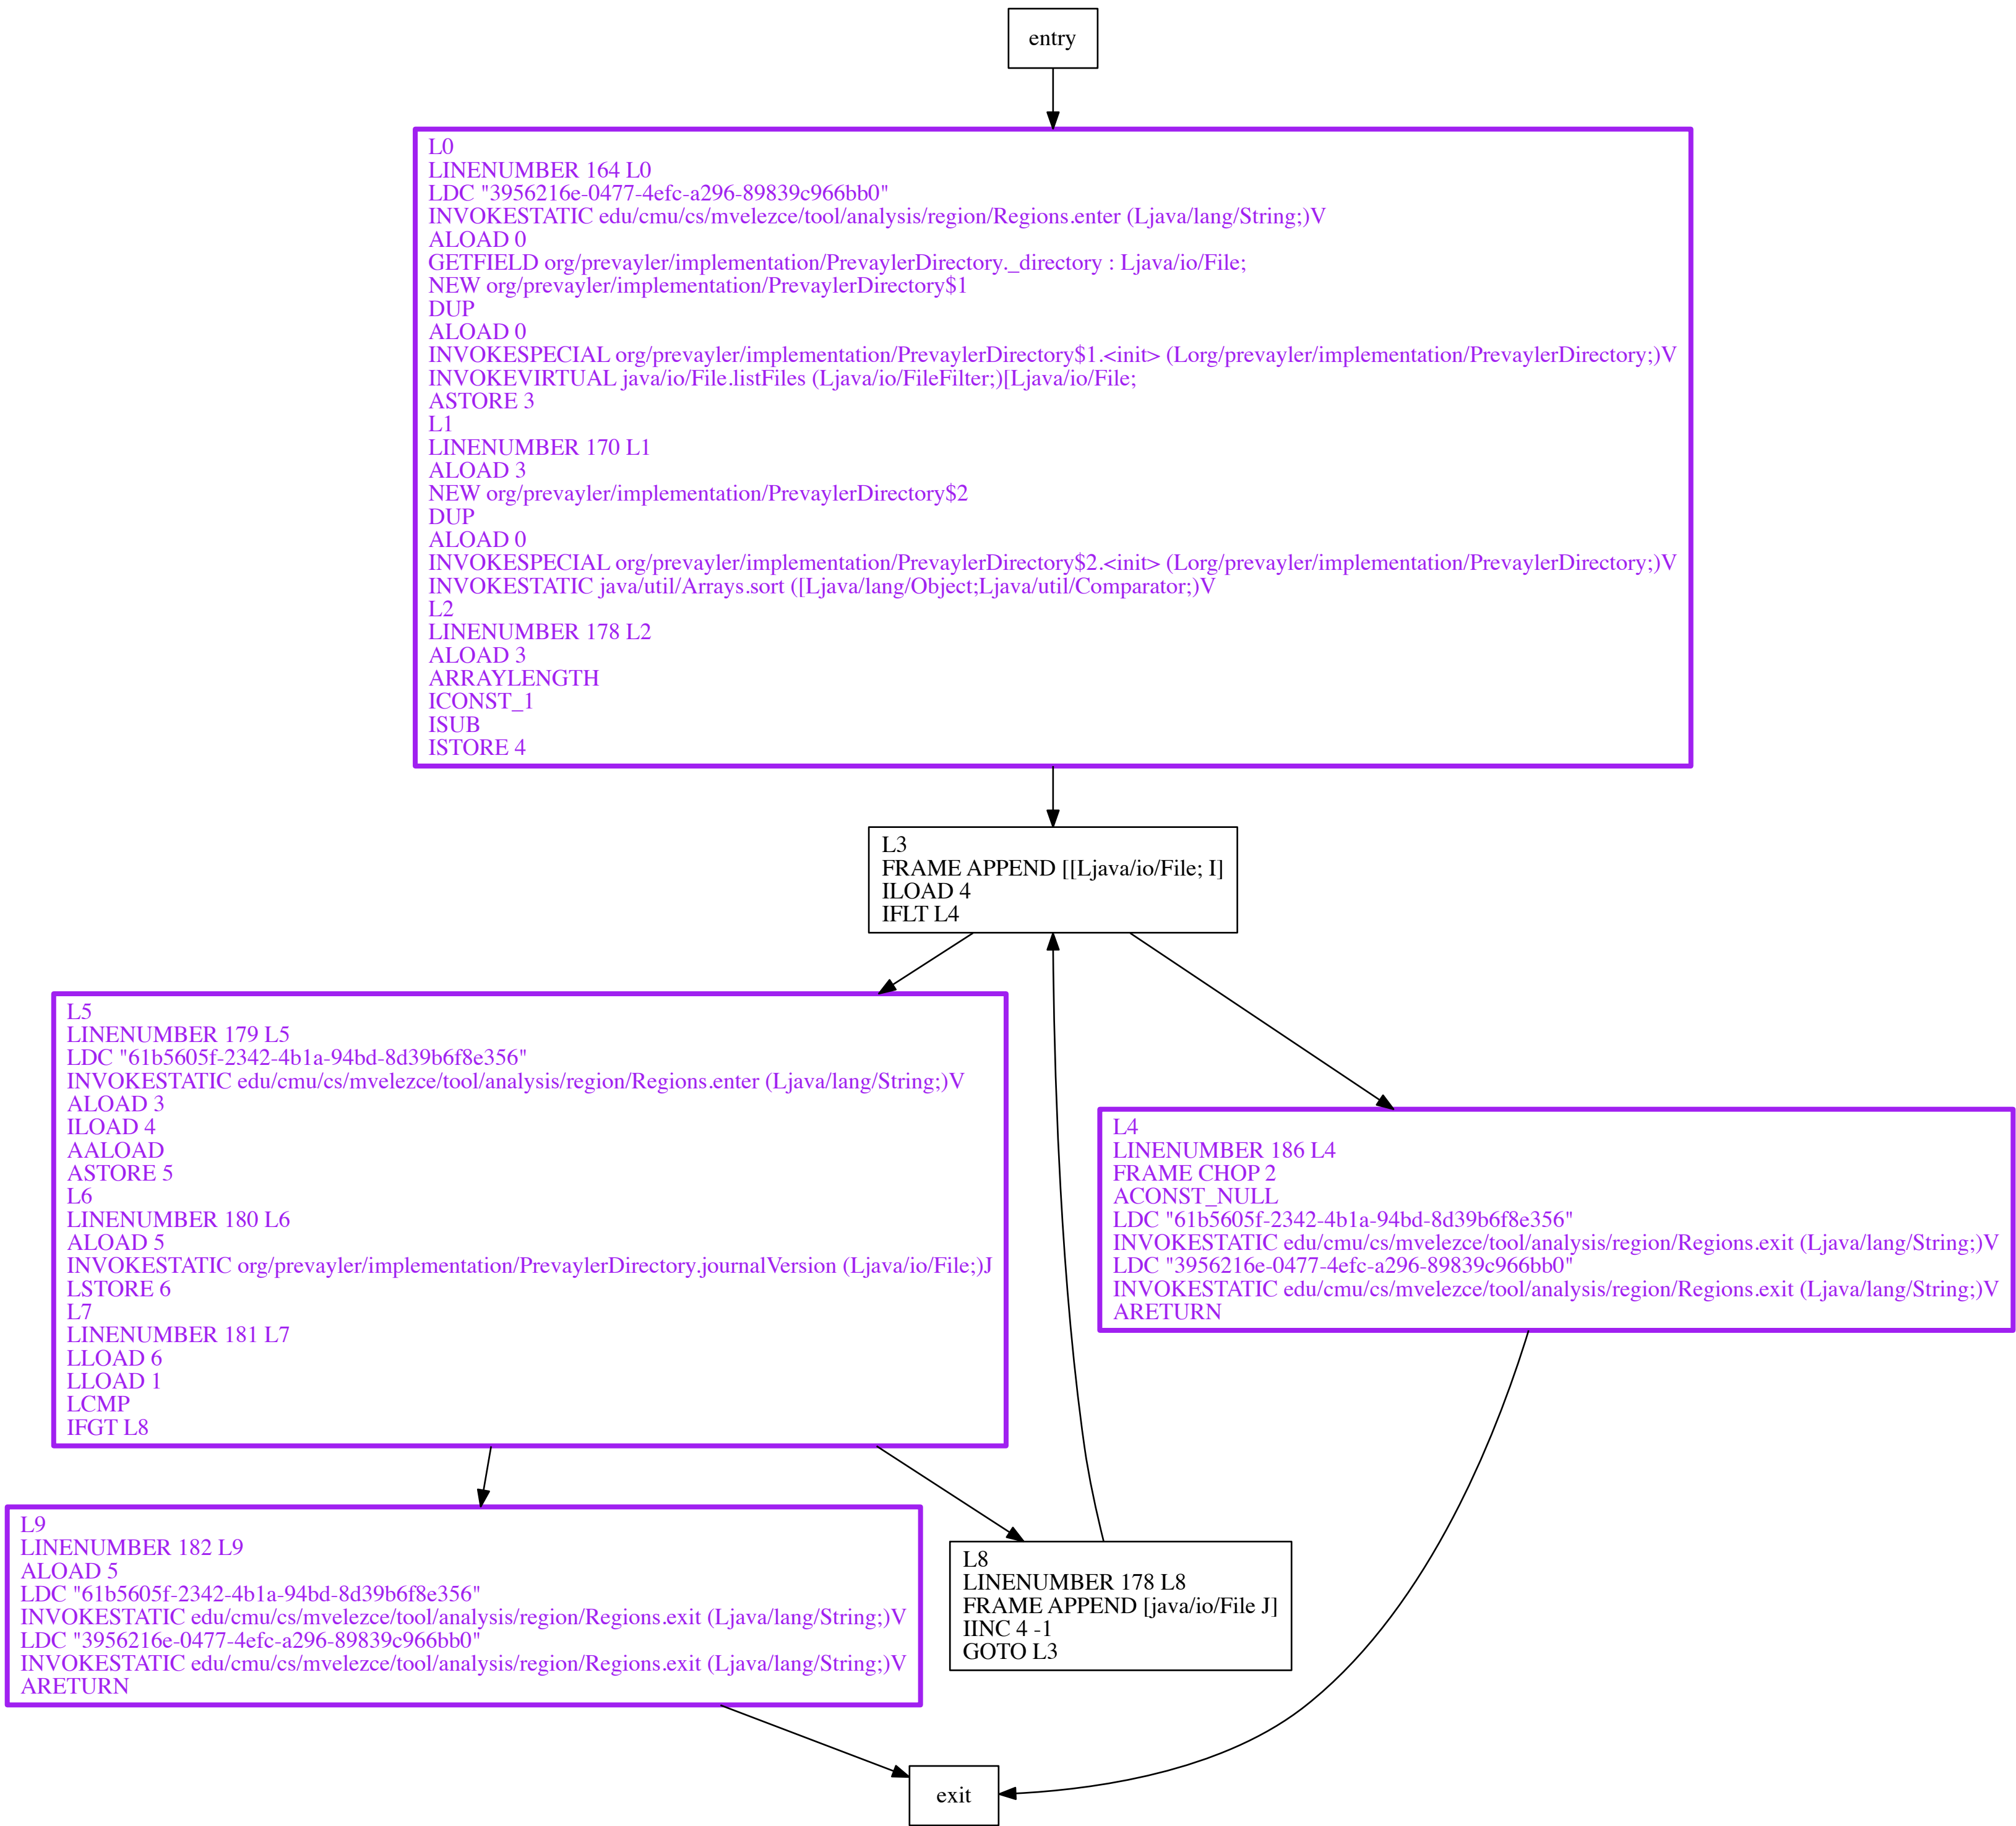 entry
L0
LINENUMBER 164 L0
LDC "3956216e-0477-4efc-a296-89839c966bb0"
INVOKESTATIC edu/cmu/cs/mvelezce/tool/analysis/region/Regions.enter (Ljava/lang/String;)V
ALOAD 0
GETFIELD org/prevayler/implementation/PrevaylerDirectory._directory : Ljava/io/File;
NEW org/prevayler/implementation/PrevaylerDirectory$1
DUP
ALOAD 0
INVOKESPECIAL org/prevayler/implementation/PrevaylerDirectory$1.<init> (Lorg/prevayler/implementation/PrevaylerDirectory;)V
INVOKEVIRTUAL java/io/File.listFiles (Ljava/io/FileFilter;)[Ljava/io/File;
ASTORE 3
L1
LINENUMBER 170 L1
ALOAD 3
NEW org/prevayler/implementation/PrevaylerDirectory$2
DUP
ALOAD 0
INVOKESPECIAL org/prevayler/implementation/PrevaylerDirectory$2.<init> (Lorg/prevayler/implementation/PrevaylerDirectory;)V
INVOKESTATIC java/util/Arrays.sort ([Ljava/lang/Object;Ljava/util/Comparator;)V
L2
LINENUMBER 178 L2
ALOAD 3
ARRAYLENGTH
ICONST_1
ISUB
ISTORE 4
L3
FRAME APPEND [[Ljava/io/File; I]
ILOAD 4
IFLT L4
L5
LINENUMBER 179 L5
LDC "61b5605f-2342-4b1a-94bd-8d39b6f8e356"
INVOKESTATIC edu/cmu/cs/mvelezce/tool/analysis/region/Regions.enter (Ljava/lang/String;)V
ALOAD 3
ILOAD 4
AALOAD
ASTORE 5
L6
LINENUMBER 180 L6
ALOAD 5
INVOKESTATIC org/prevayler/implementation/PrevaylerDirectory.journalVersion (Ljava/io/File;)J
LSTORE 6
L7
LINENUMBER 181 L7
LLOAD 6
LLOAD 1
LCMP
IFGT L8
L4
LINENUMBER 186 L4
FRAME CHOP 2
ACONST_NULL
LDC "61b5605f-2342-4b1a-94bd-8d39b6f8e356"
INVOKESTATIC edu/cmu/cs/mvelezce/tool/analysis/region/Regions.exit (Ljava/lang/String;)V
LDC "3956216e-0477-4efc-a296-89839c966bb0"
INVOKESTATIC edu/cmu/cs/mvelezce/tool/analysis/region/Regions.exit (Ljava/lang/String;)V
ARETURN
L9
LINENUMBER 182 L9
ALOAD 5
LDC "61b5605f-2342-4b1a-94bd-8d39b6f8e356"
INVOKESTATIC edu/cmu/cs/mvelezce/tool/analysis/region/Regions.exit (Ljava/lang/String;)V
LDC "3956216e-0477-4efc-a296-89839c966bb0"
INVOKESTATIC edu/cmu/cs/mvelezce/tool/analysis/region/Regions.exit (Ljava/lang/String;)V
ARETURN
L8
LINENUMBER 178 L8
FRAME APPEND [java/io/File J]
IINC 4 -1
GOTO L3
exit